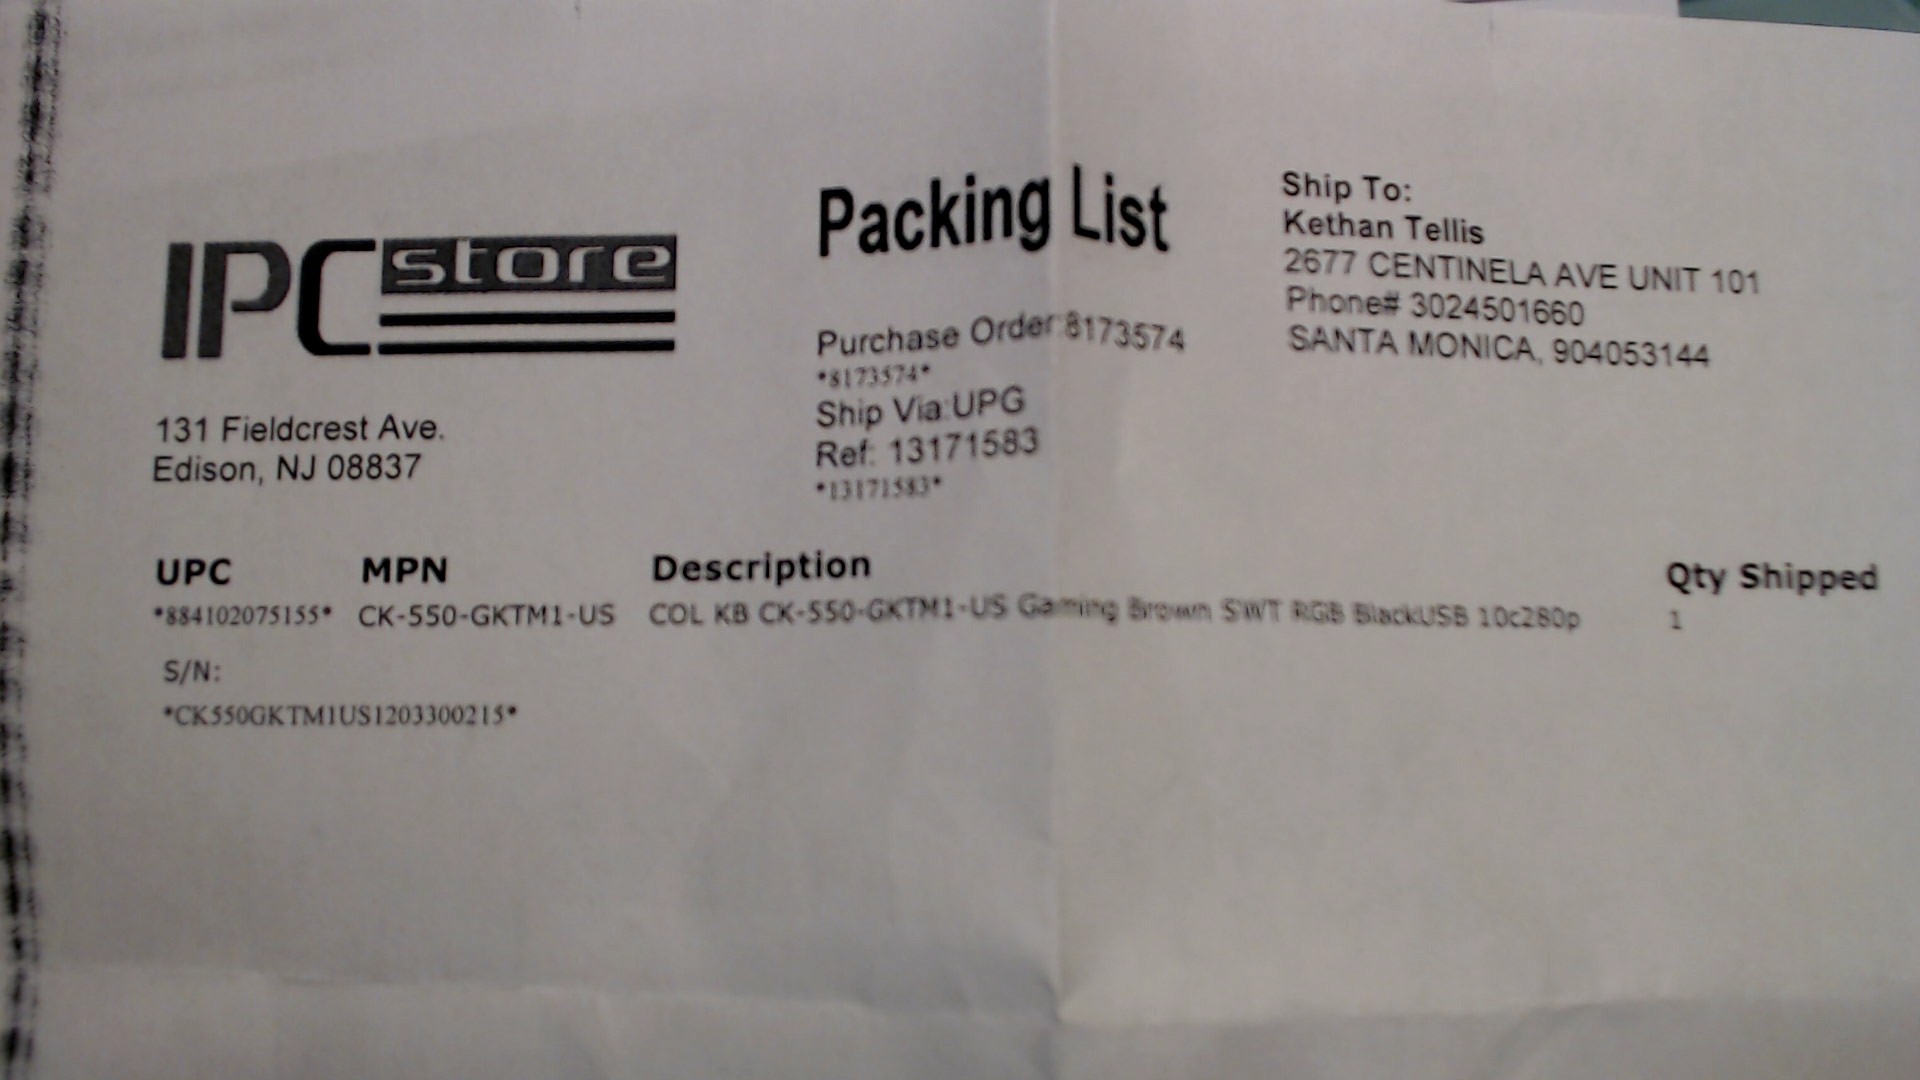 IPC store
131 Fieldcrest Ave.
Edison, NJ 08837
Packing List
Purchase Order:8173574
*8173574*
Ship Via:UPG
Ref: 13171583
*13171583*
Ship To:
Kethan Tellis
2677 CENTINELA AVE UNIT 101
Phone# 3024501660
SANTA MONICA, 904053144
UPC MPN Description Qty Shipped
*884102075155* CK-550-GKTM1-US COL KB CK-550-GKTM1-US Gaming Brown SWT RGB BlackUSB 10c280p 1
S/N:
*CK550GKTM1US1203300215*